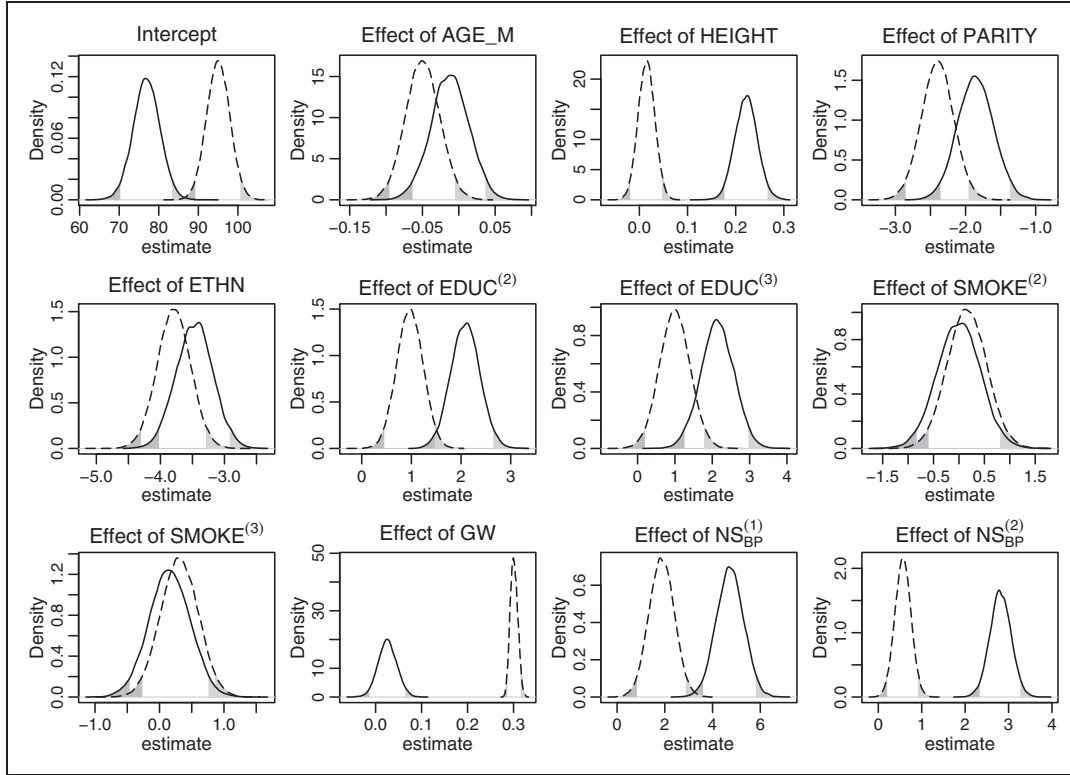 Intercept
Density
0.00 0.06 0.12
60 70 80 90 100
estimate
Effect of AGE_M
Density
0 5 10 15
−0.15 −0.05 0.05
estimate
Effect of HEIGHT
Density
0 5 10 20
0.0 0.1 0.2 0.3
estimate
Effect of PARITY
Density
0.0 0.5 1.0 1.5
−3.0 −2.0 −1.0
estimate
Effect of ETHN
Density
0.0 0.5 1.0 1.5
−5.0 −4.0 −3.0
estimate
Effect of EDUC(2)
Density
0.0 0.5 1.0 1.5
0 1 2 3
estimate
Effect of EDUC(3)
Density
0.0 0.4 0.8
0 1 2 3 4
estimate
Effect of SMOKE(2)
Density
0.0 0.4 0.8
−1.5 −0.5 0.5 1.5
estimate
Effect of SMOKE(3)
Density
0.0 0.4 0.8 1.2
−1.0 0.0 1.0
estimate
Effect of GW
Density
0 10 30 50
0.0 0.1 0.2 0.3
estimate
Effect of NS(1)BP
Density
0.0 0.2 0.4 0.6
0 2 4 6
estimate
Effect of NS(2)BP
Density
0.0 1.0 2.0
0 1 2 3 4
estimate